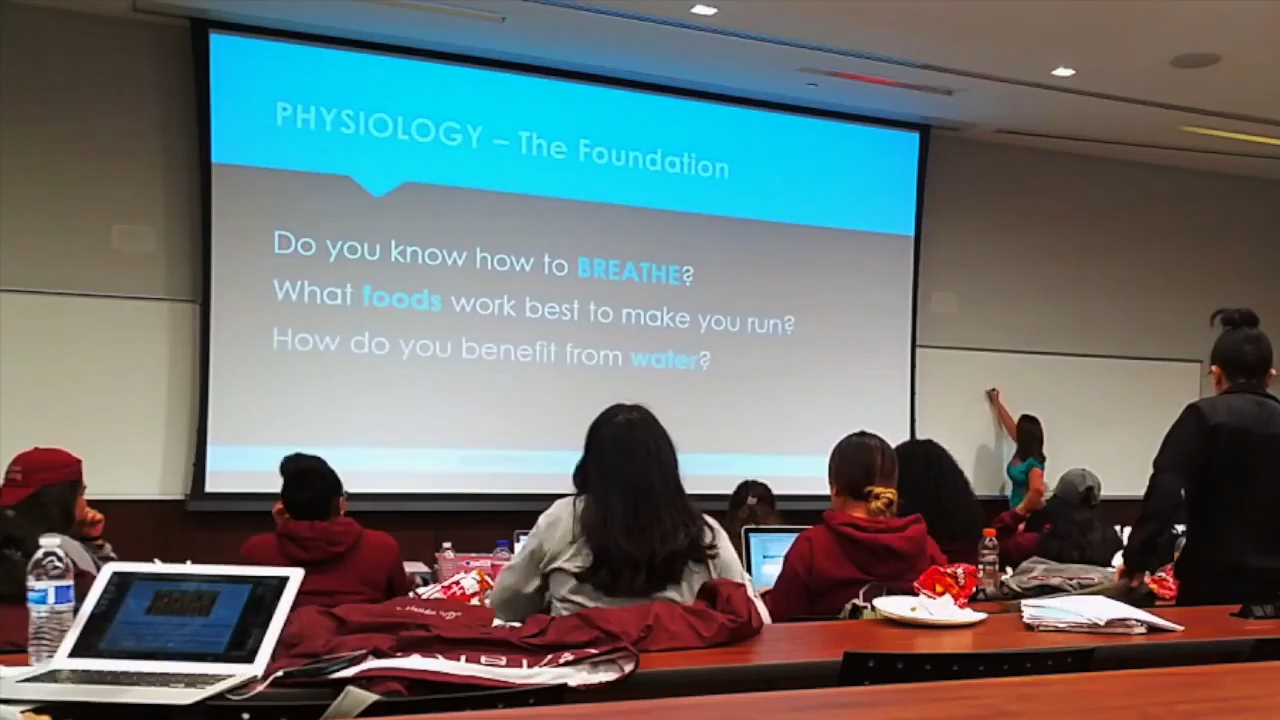 PHYSIOLOGY – The Foundation
Do you know how to BREATHE?
What foods work best to make you run?
How do you benefit from water?